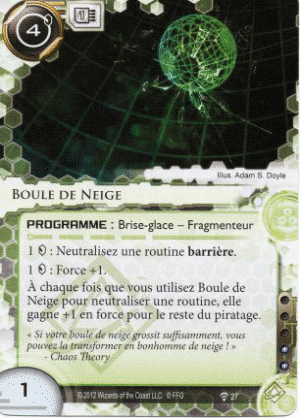 4
Illus. Adam S. Doyle
BOULE DE NEIGE
PROGRAMME : Brise-glace – Fragmenteur
1 : Neutralisez une routine barrière.
1 : Force +1.
À chaque fois que vous utilisez Boule de
Neige pour neutraliser une routine, elle
gagne +1 en force pour le reste du piratage.
« Si votre boule de neige grossit suffisamment, vous
pouvez la transformer en bonhomme de neige ! »
- Chaos Theory
1
©2012 Wizards of the Coast LLC. © FFG
27